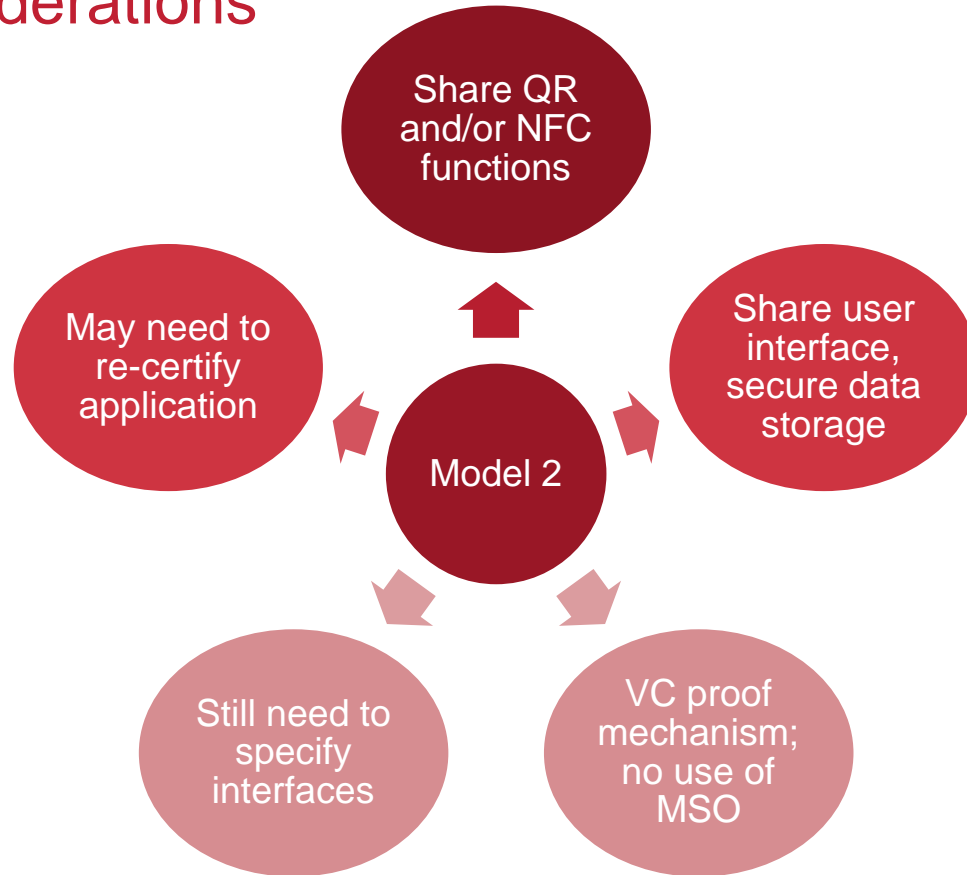 derations
Share QR
and/or NFC
functions
May need to
re-certify
application
Share user
interface,
secure data
storage
Model 2
Still need to
specify
interfaces
VC proof
mechanism;
no use of
MSO